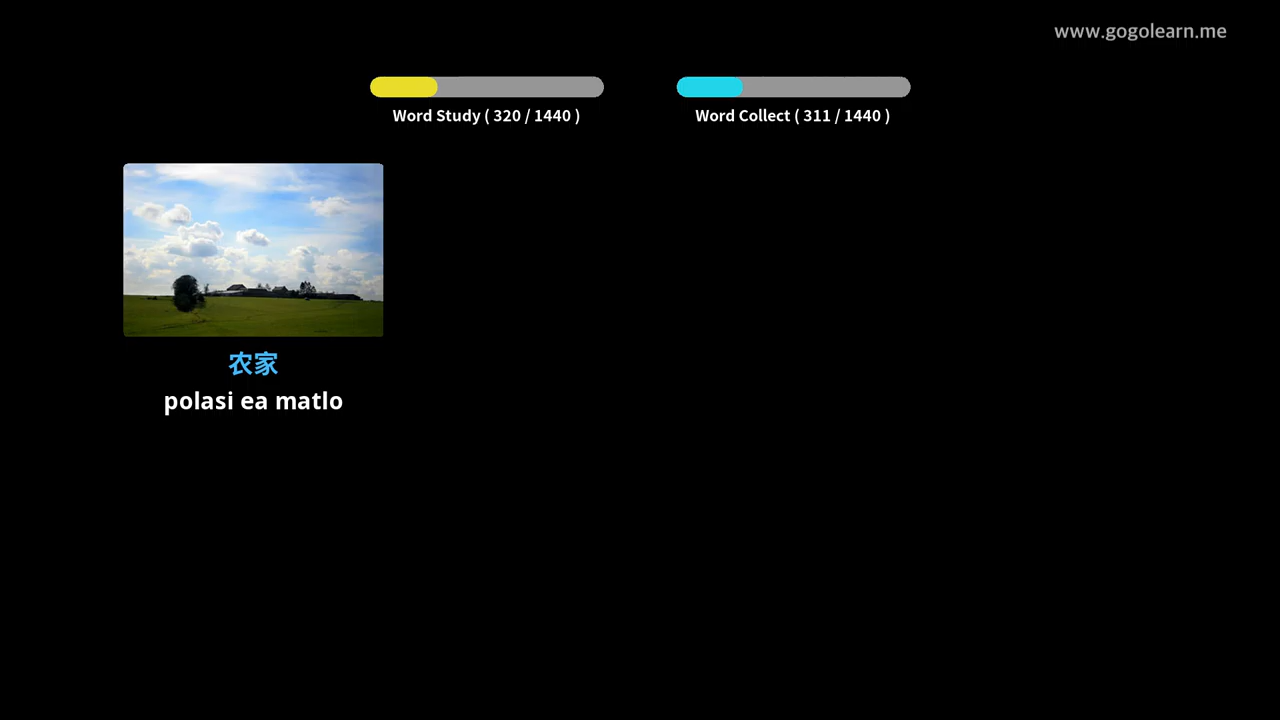 www.gogolearn.me
Word Study ( 320 / 1440 )
Word Collect ( 311 / 1440 )
农家
polasi ea matlo